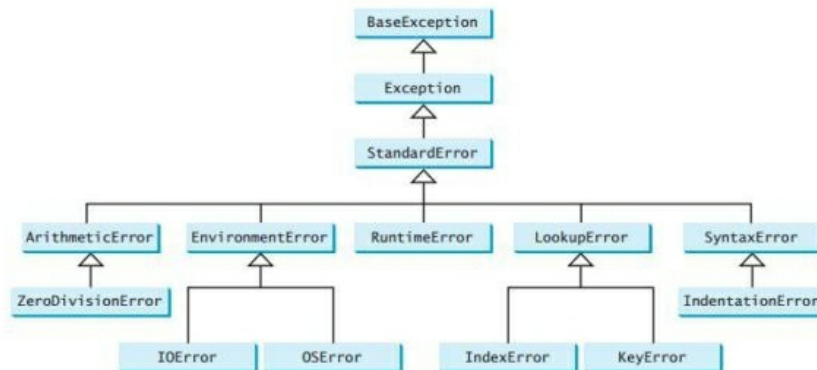 BaseException
Exception
StandardError
ArithmeticError EnvironmentError RuntimeError LookupError SyntaxError
ZeroDivisionError IndentationError
IOError OSError IndexError KeyError